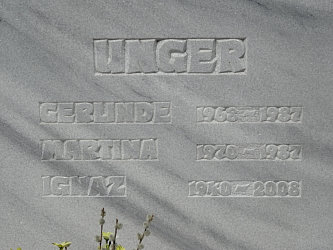 UNGER
GERLINDE 1968–1987
MARTINA 1970–1987
IGNAZ 1940–2008